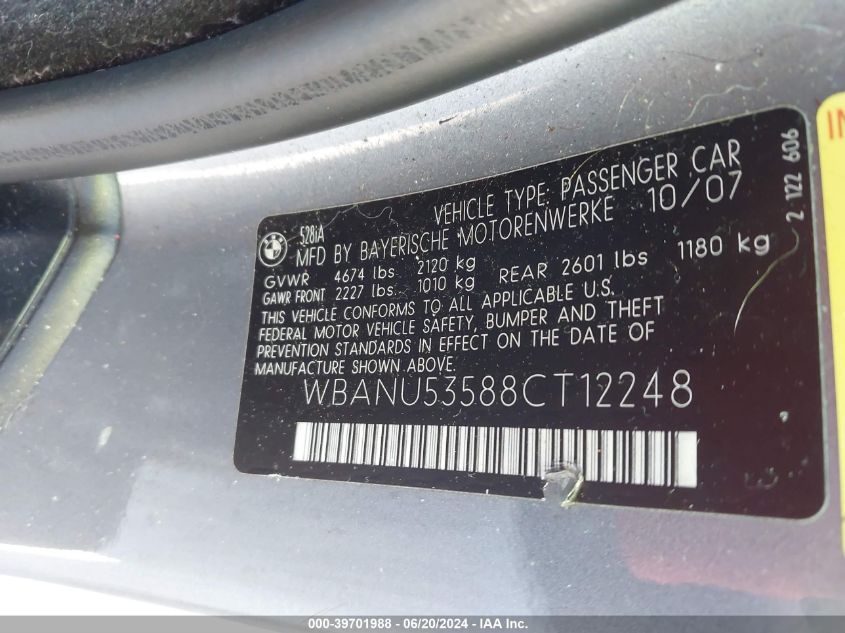 528iA
VEHICLE TYPE: PASSENGER CAR
MFD BY BAYERISCHE MOTORENWERKE 10/07
GVWR 4674 lbs 2120 kg
GAWR FRONT 2227 lbs. 1010 kg REAR 2601 lbs 1180 kg
THIS VEHICLE CONFORMS TO ALL APPLICABLE U.S.
FEDERAL MOTOR VEHICLE SAFETY, BUMPER AND THEFT
PREVENTION STANDARDS IN EFFECT ON THE DATE OF
MANUFACTURE SHOWN ABOVE.
WBANU53588CT12248
2 122 606
IN
000-39701988 - 06/20/2024 - IAA Inc.